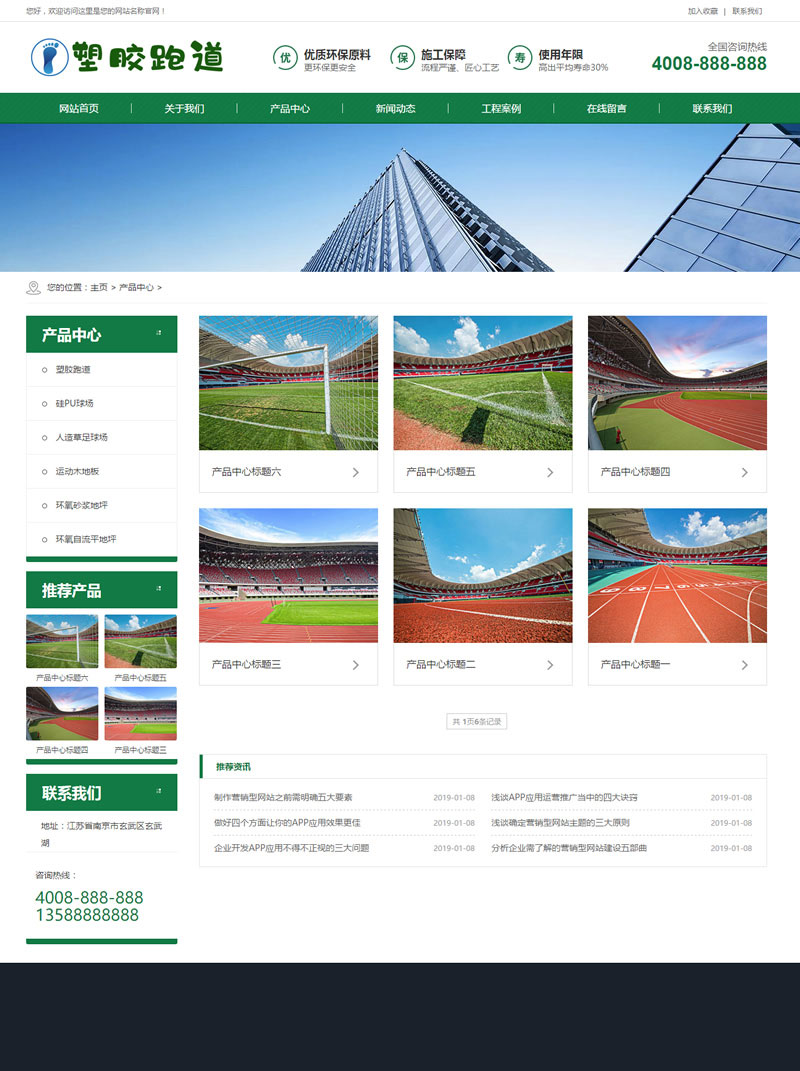 您好，欢迎访问这里是您的网站名称官网！
加入收藏 | 联系我们
塑胶跑道
优 优质环保原料
更环保更安全
保 施工保障
流程严谨、匠心工艺
寿 使用年限
高出平均寿命30%
全国咨询热线
4008-888-888
网站首页 关于我们 产品中心 新闻动态 工程案例 在线留言 联系我们
您的位置：主页 > 产品中心 >
产品中心
塑胶跑道
硅PU球场
人造草足球场
运动木地板
环氧砂浆地坪
环氧自流平地坪
推荐产品
产品中心标题六 产品中心标题五
产品中心标题四 产品中心标题三
联系我们
地址：江苏省南京市玄武区玄武
湖
咨询热线：
4008-888-888
13588888888
产品中心标题六 产品中心标题五 产品中心标题四
产品中心标题三 产品中心标题二 产品中心标题一
共 1页6条记录
推荐资讯
制作营销型网站之前需明确五大要素 2019-01-08 浅谈APP应用运营推广当中的四大诀窍 2019-01-08
做好四个方面让你的APP应用效果更佳 2019-01-08 浅谈确定营销型网站主题的三大原则 2019-01-08
企业开发APP应用不得不正视的三大问题 2019-01-08 分析企业需了解的营销型网站建设五部曲 2019-01-08